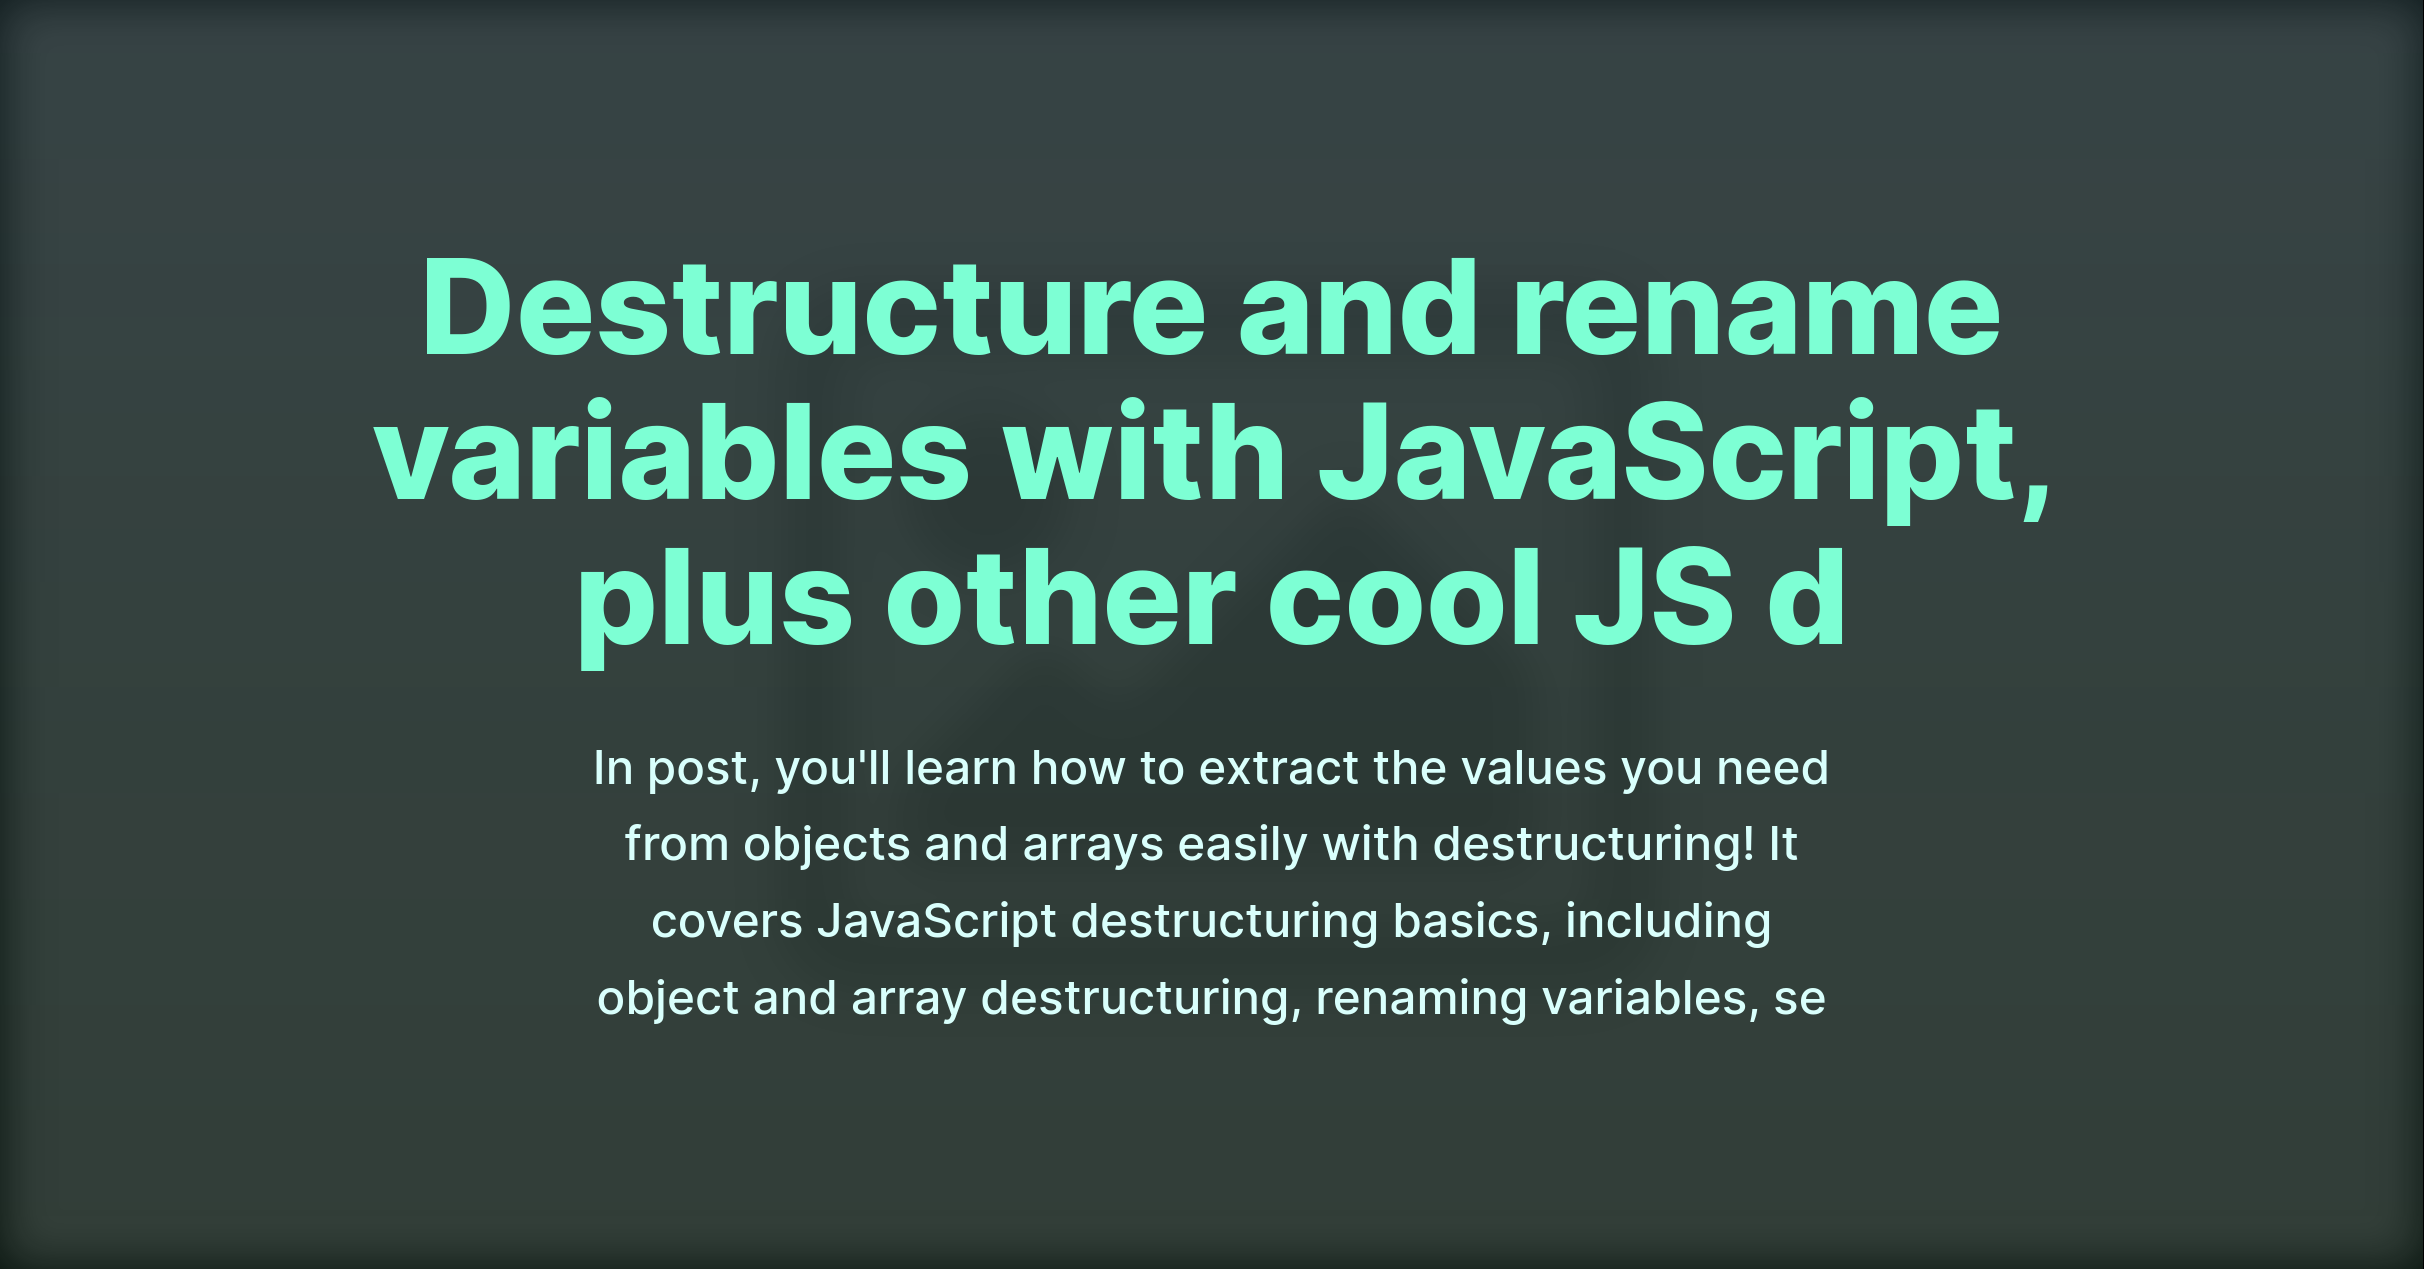 Destructure and rename
variables with JavaScript,
plus other cool JS d
In post, you'll learn how to extract the values you need
from objects and arrays easily with destructuring! It
covers JavaScript destructuring basics, including
object and array destructuring, renaming variables, se